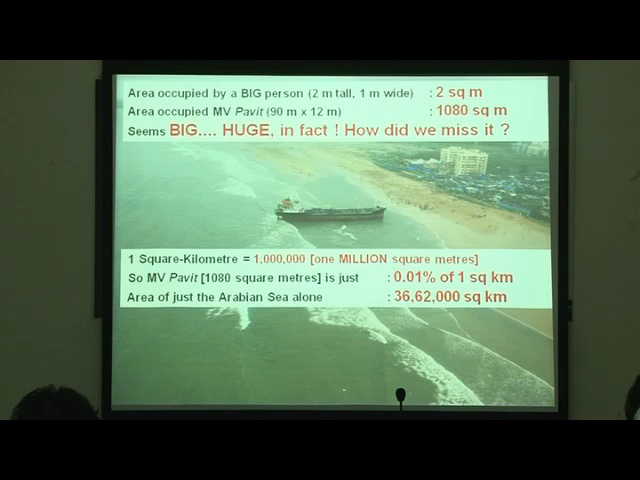 Area occupied by a BIG person (2 m tall, 1 m wide) : 2 sq m
Area occupied MV Pavit (90 m x 12 m) : 1080 sq m
Seems BIG.... HUGE, in fact ! How did we miss it ?
1 Square-Kilometre = 1,000,000 [one MILLION square metres]
So MV Pavit [1080 square metres] is just : 0.01% of 1 sq km
Area of just the Arabian Sea alone : 36,62,000 sq km